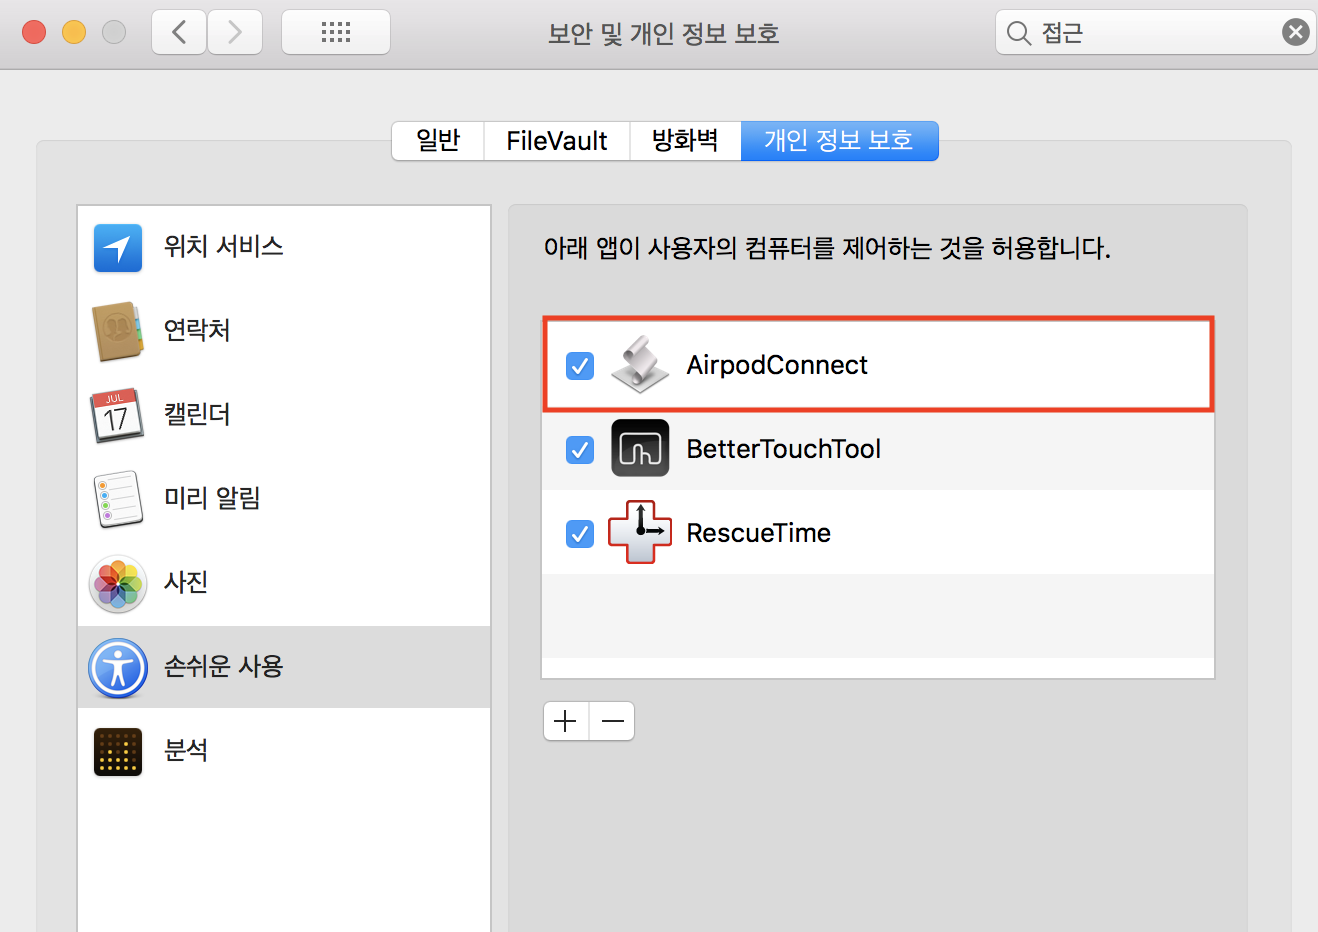 보안 및 개인 정보 보호
접근
일반
FileVault
방화벽
개인 정보 보호
위치 서비스
연락처
JUL
17
캘린더
미리 알림
사진
손쉬운 사용
분석
아래 앱이 사용자의 컴퓨터를 제어하는 것을 허용합니다.
AirpodConnect
BetterTouchTool
RescueTime